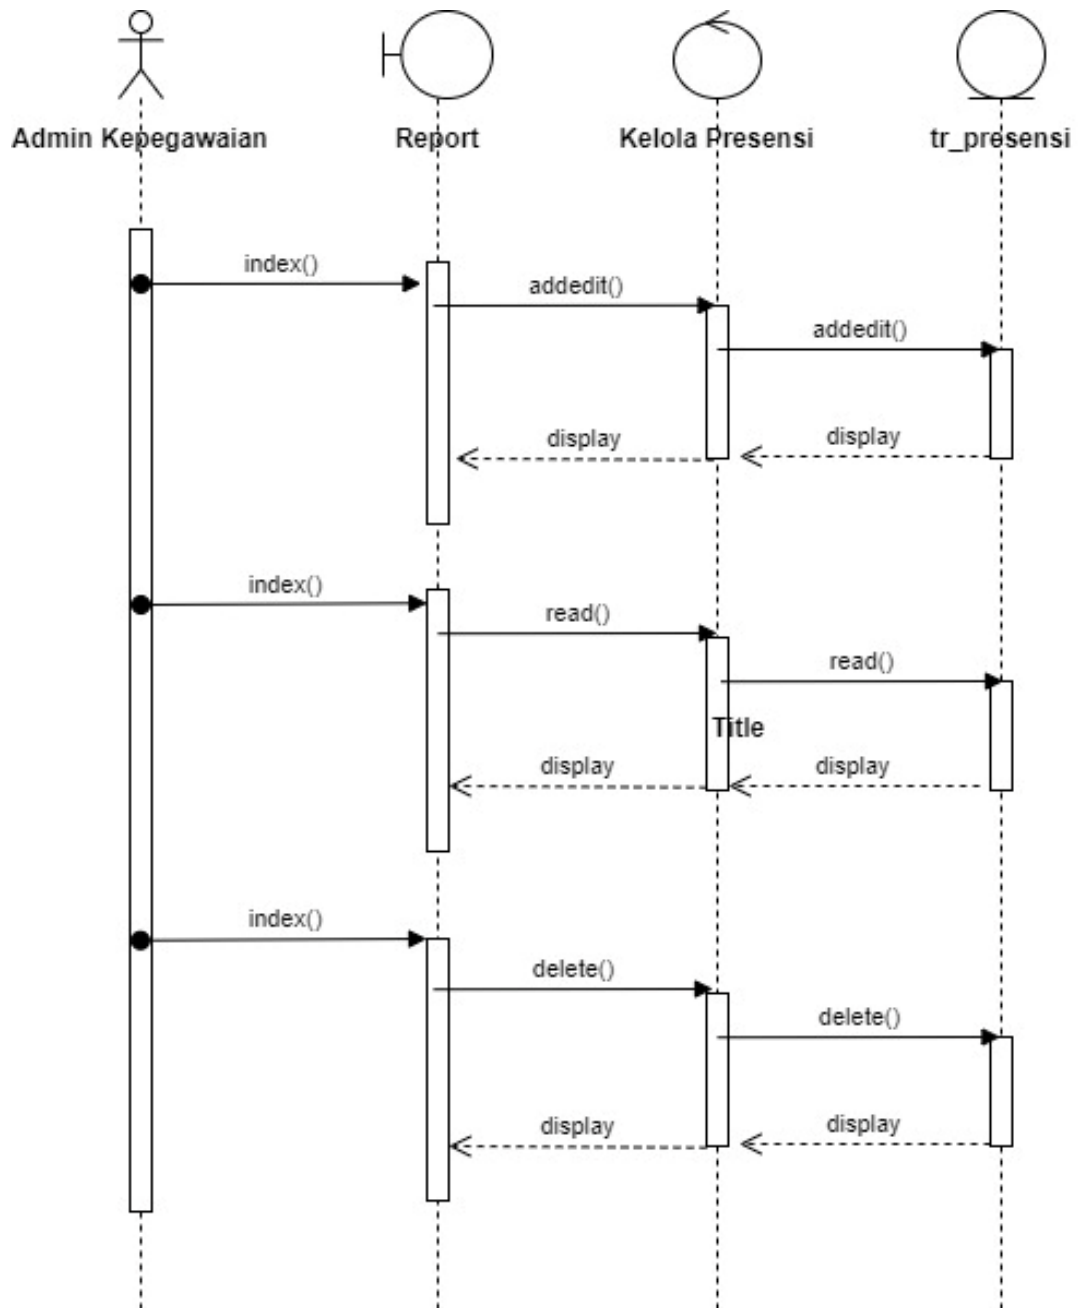 Admin Kepegawaian
Report
Kelola Presensi
tr_presensi
index()
addedit()
addedit()
display
display
index()
read()
read()
Title
display
display
index()
delete()
delete()
display
display